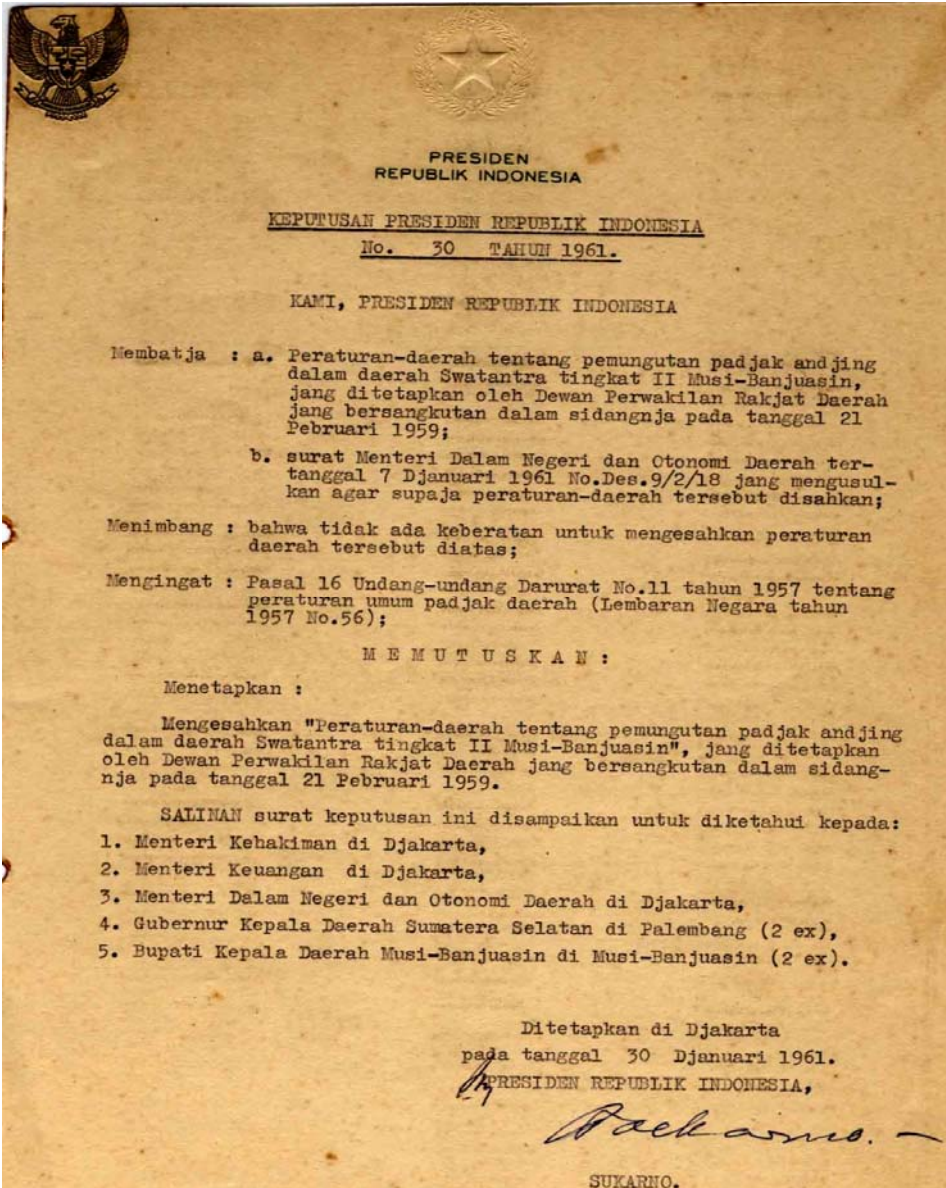 PRESIDEN
REPUBLIK INDONESIA
KEPUTUSAN PRESIDEN REPUBLIK INDONESIA
No. 30 TAHUN 1961.
KAMI, PRESIDEN REPUBLIK INDONESIA
Membatja : a. Peraturan-daerah tentang pemungutan padjak andjing
dalam daerah Swatantra tingkat II Musi-Banjuasin,
jang ditetapkan oleh Dewan Perwakilan Rakjat Daerah
jang bersangkutan dalam sidangnja pada tanggal 21
Pebruari 1959;
b. surat Menteri Dalam Negeri dan Otonomi Daerah ter-
tanggal 7 Djanuari 1961 No.Des.9/2/18 jang mengusul-
kan agar supaja peraturan-daerah tersebut disahkan;
Menimbang : bahwa tidak ada keberatan untuk mengesahkan peraturan
daerah tersebut diatas;
Mengingat : Pasal 16 Undang-undang Darurat No.11 tahun 1957 tentang
peraturan umum padjak daerah (Lembaran Negara tahun
1957 No.56);
M E M U T U S K A N :
Menetapkan :
Mengesahkan "Peraturan-daerah tentang pemungutan padjak andjing
dalam daerah Swatantra tingkat II Musi-Banjuasin", jang ditetapkan
oleh Dewan Perwakilan Rakjat Daerah jang bersangkutan dalam sidang-
nja pada tanggal 21 Pebruari 1959.
SALINAN surat keputusan ini disampaikan untuk diketahui kepada:
1. Menteri Kehakiman di Djakarta,
2. Menteri Keuangan di Djakarta,
3. Menteri Dalam Negeri dan Otonomi Daerah di Djakarta,
4. Gubernur Kepala Daerah Sumatera Selatan di Palembang (2 ex),
5. Bupati Kepala Daerah Musi-Banjuasin di Musi-Banjuasin (2 ex).
Ditetapkan di Djakarta
pada tanggal 30 Djanuari 1961.
PRESIDEN REPUBLIK INDONESIA,
Soekarno.
SUKARNO.